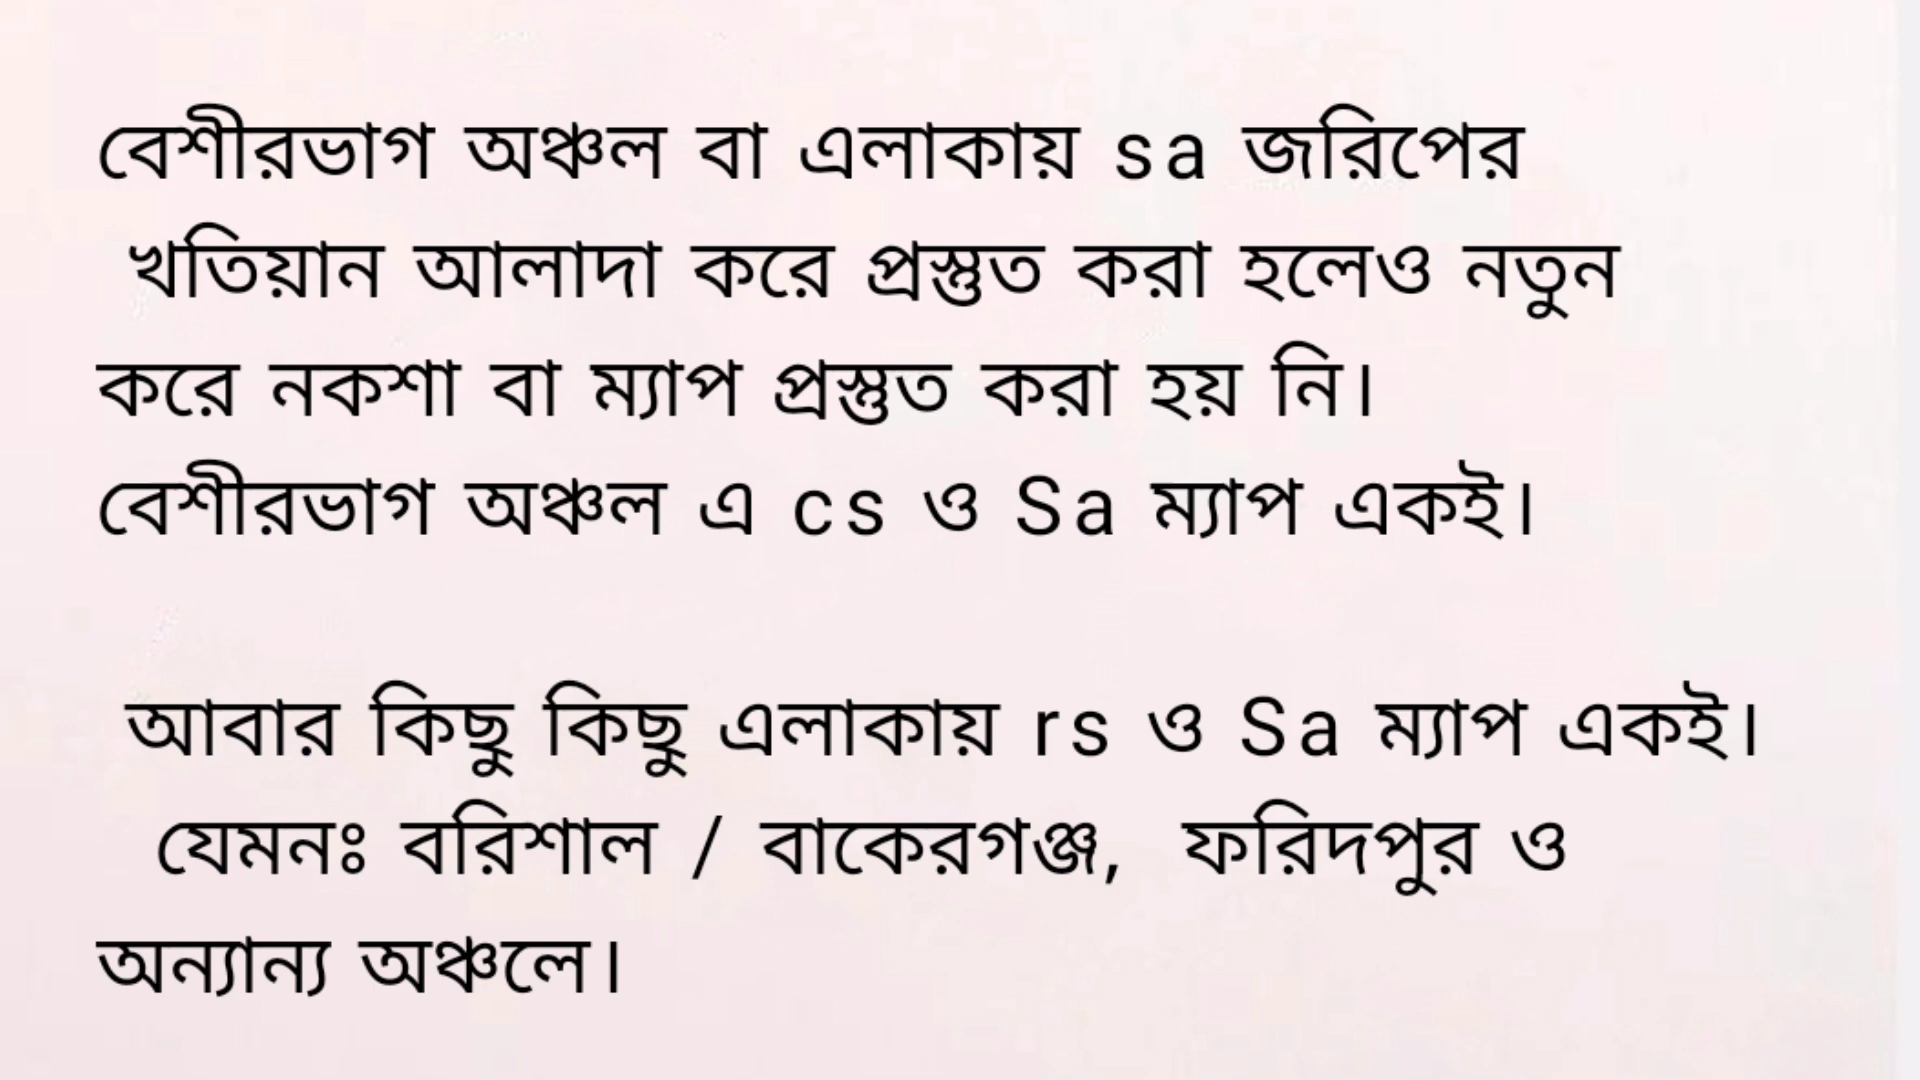 বেশীরভাগ অঞ্চল বা এলাকায় sa জরিপের
খতিয়ান আলাদা করে প্রস্তুত করা হলেও নতুন
করে নকশা বা ম্যাপ প্রস্তুত করা হয় নি।
বেশীরভাগ অঞ্চল এ cs ও Sa ম্যাপ একই।
আবার কিছু কিছু এলাকায় rs ও Sa ম্যাপ একই।
যেমনঃ বরিশাল / বাকেরগঞ্জ, ফরিদপুর ও
অন্যান্য অঞ্চলে।